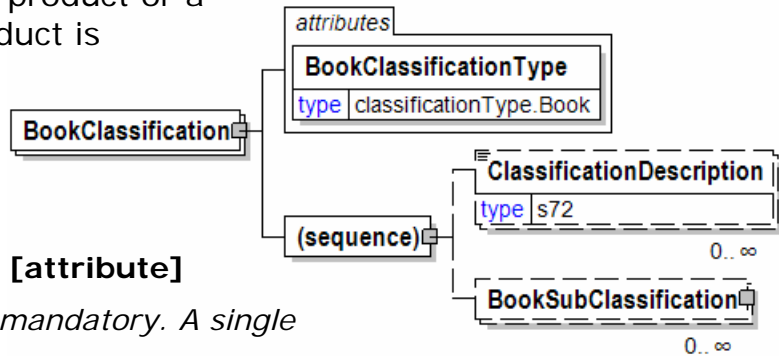 product or a
duct is
attributes
BookClassificationType
type classificationType.Book
BookClassification
ClassificationDescription
type s72
(sequence)
0.. ∞
[attribute]
BookSubClassification
mandatory. A single
0.. ∞